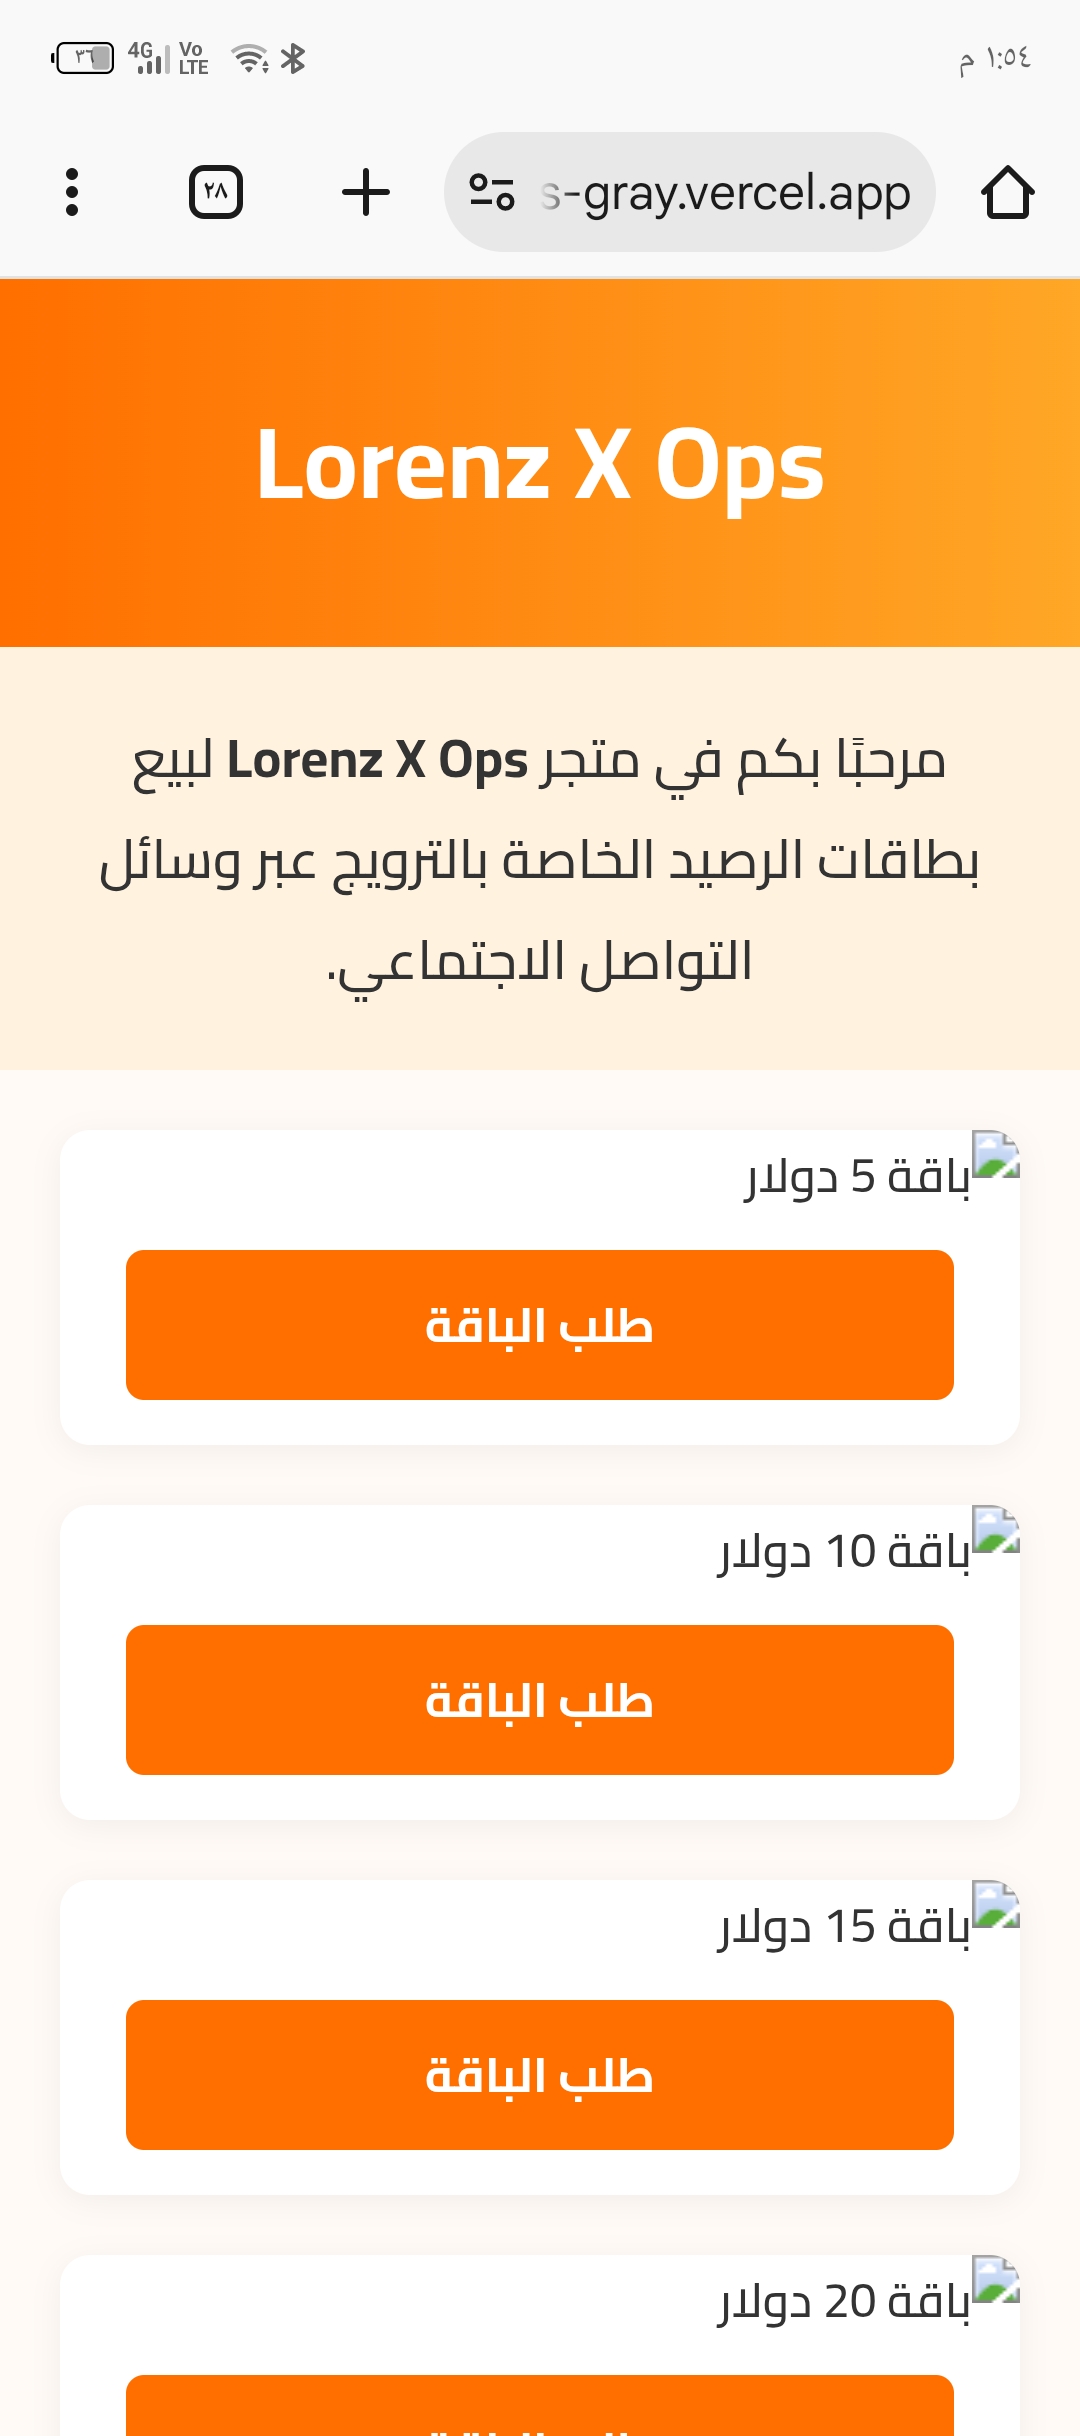 ١:٥٤ م
4G Vo LTE ٣٦
s-gray.vercel.app
٢٨
Lorenz X Ops
مرحبًا بكم في متجر Lorenz X Ops لبيع
بطاقات الرصيد الخاصة بالترويج عبر وسائل
التواصل الاجتماعي.
باقة 5 دولار
طلب الباقة
باقة 10 دولار
طلب الباقة
باقة 15 دولار
طلب الباقة
باقة 20 دولار